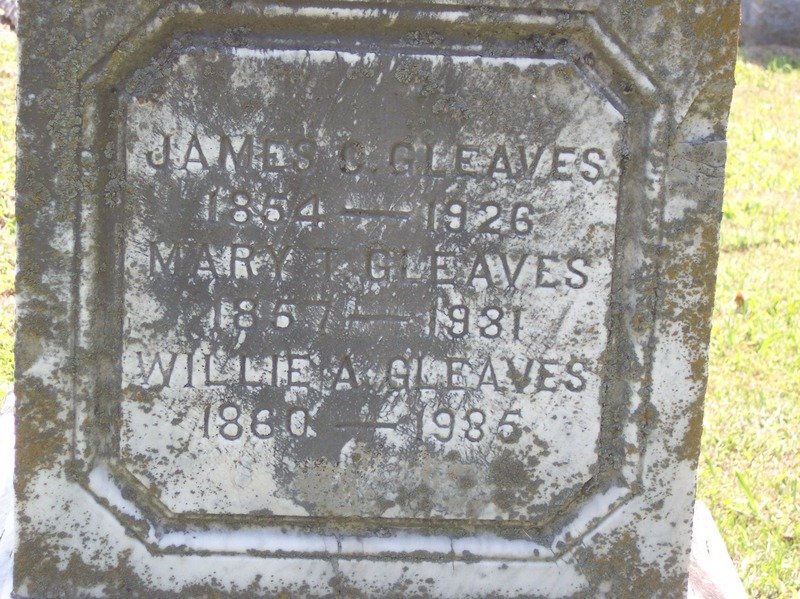 JAMES C. GLEAVES
1854 — 1926
MARY T. GLEAVES
1857 — 1931
WILLIE A. GLEAVES
1860 — 1935